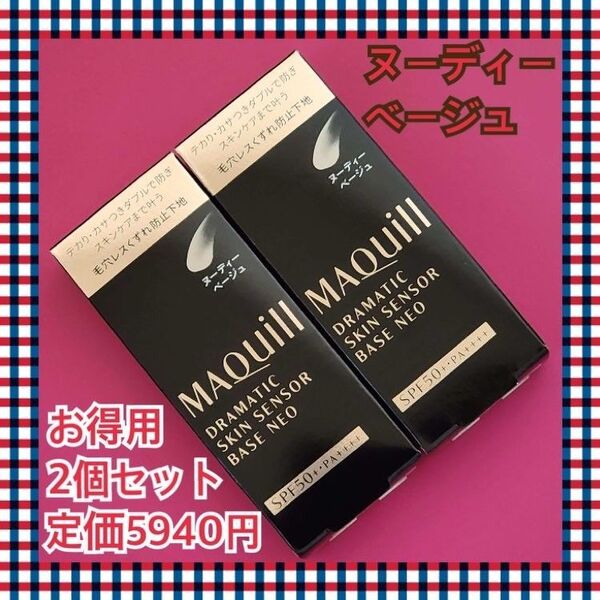 ヌーディー
ベージュ
テカリ・カサつきダブルで防ぎ
スキンケアまで叶う
毛穴レスくずれ防止下地
ヌーディー
ベージュ
MAQuill
DRAMATIC
SKIN SENSOR
BASE NEO
SPF50+・PA++++
テカリ・カサつきダブルで防ぎ
スキンケアまで叶う
毛穴レスくずれ防止下地
ヌーディー
ベージュ
MAQuill
DRAMATIC
SKIN SENSOR
BASE NEO
SPF50+・PA++++
お得用
2個セット
定価5940円